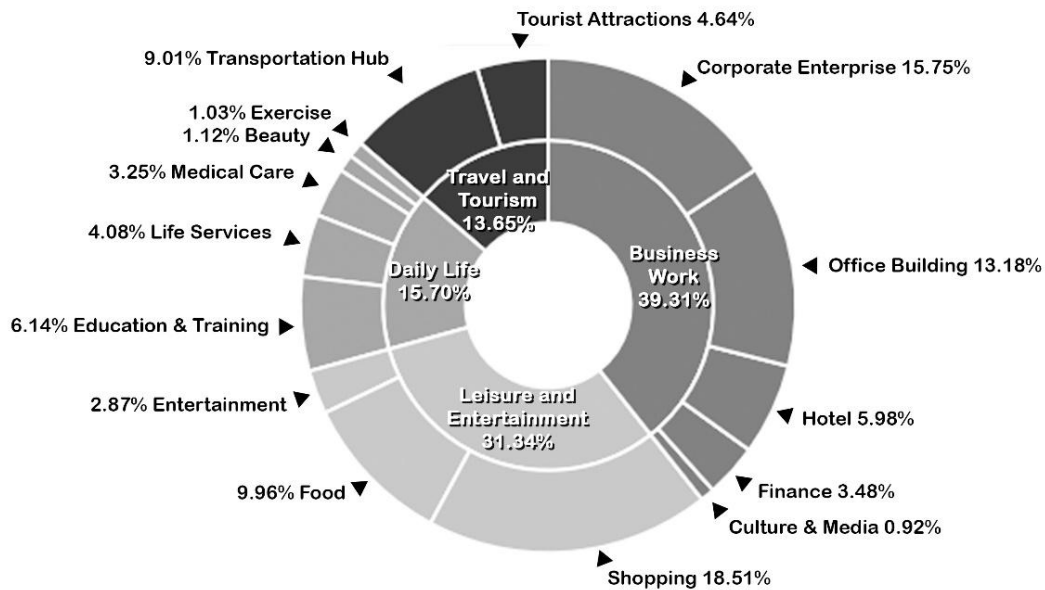 Tourist Attractions 4.64%
9.01% Transportation Hub
Corporate Enterprise 15.75%
1.03% Exercise
1.12% Beauty
3.25% Medical Care
Travel and
Tourism
13.65%
4.08% Life Services
Business
Work
39.31%
Office Building 13.18%
Daily Life
15.70%
6.14% Education & Training
2.87% Entertainment
Leisure and
Entertainment
31.34%
Hotel 5.98%
9.96% Food
Finance 3.48%
Culture & Media 0.92%
Shopping 18.51%